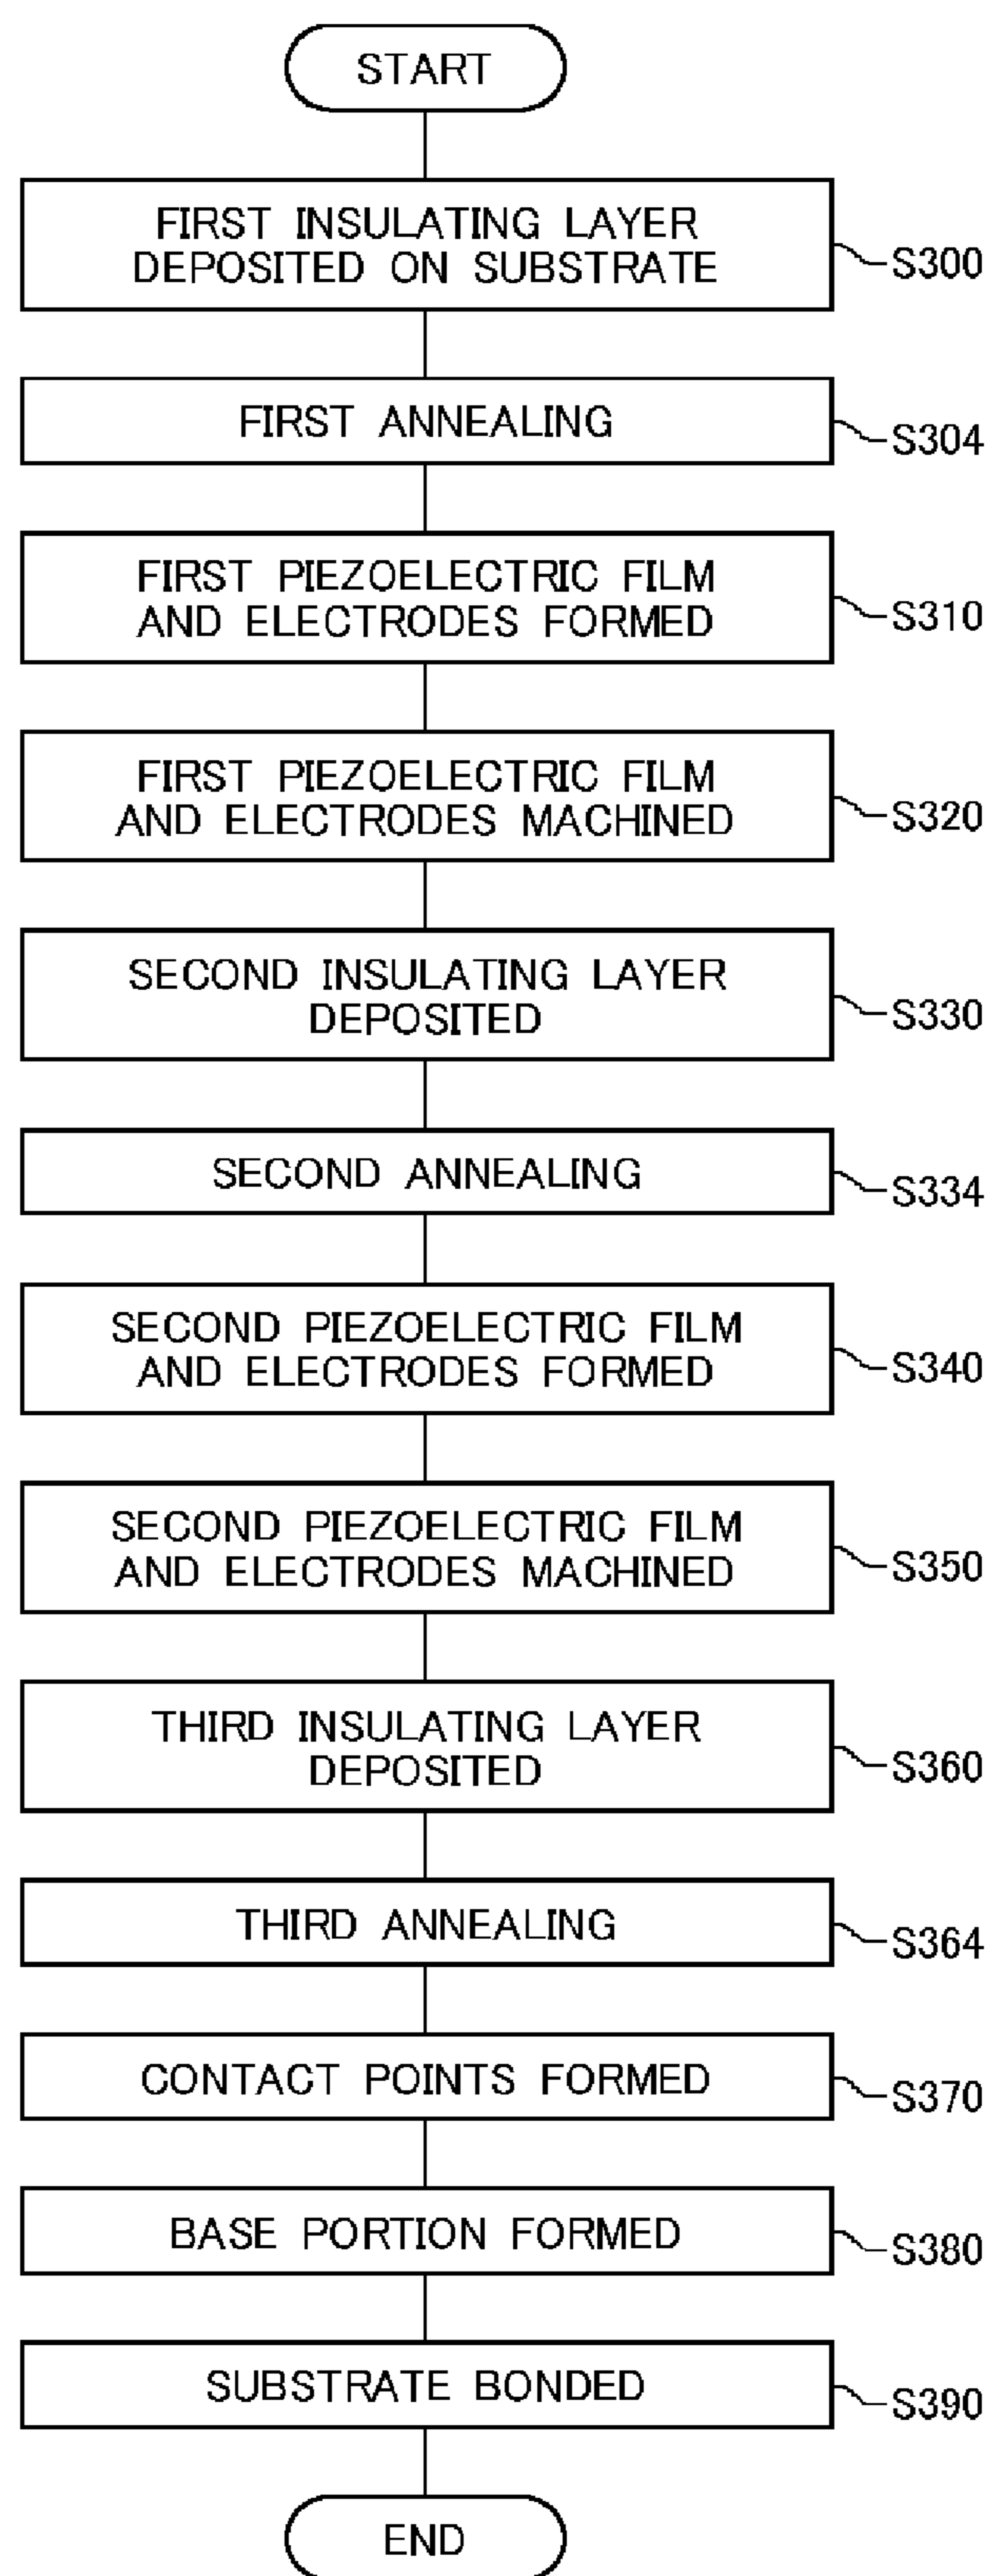 START
FIRST INSULATING LAYER
DEPOSITED ON SUBSTRATE
S300
FIRST ANNEALING
S304
FIRST PIEZOELECTRIC FILM
AND ELECTRODES FORMED
S310
FIRST PIEZOELECTRIC FILM
AND ELECTRODES MACHINED
S320
SECOND INSULATING LAYER
DEPOSITED
S330
SECOND ANNEALING
S334
SECOND PIEZOELECTRIC FILM
AND ELECTRODES FORMED
S340
SECOND PIEZOELECTRIC FILM
AND ELECTRODES MACHINED
S350
THIRD INSULATING LAYER
DEPOSITED
S360
THIRD ANNEALING
S364
CONTACT POINTS FORMED
S370
BASE PORTION FORMED
S380
SUBSTRATE BONDED
S390
END